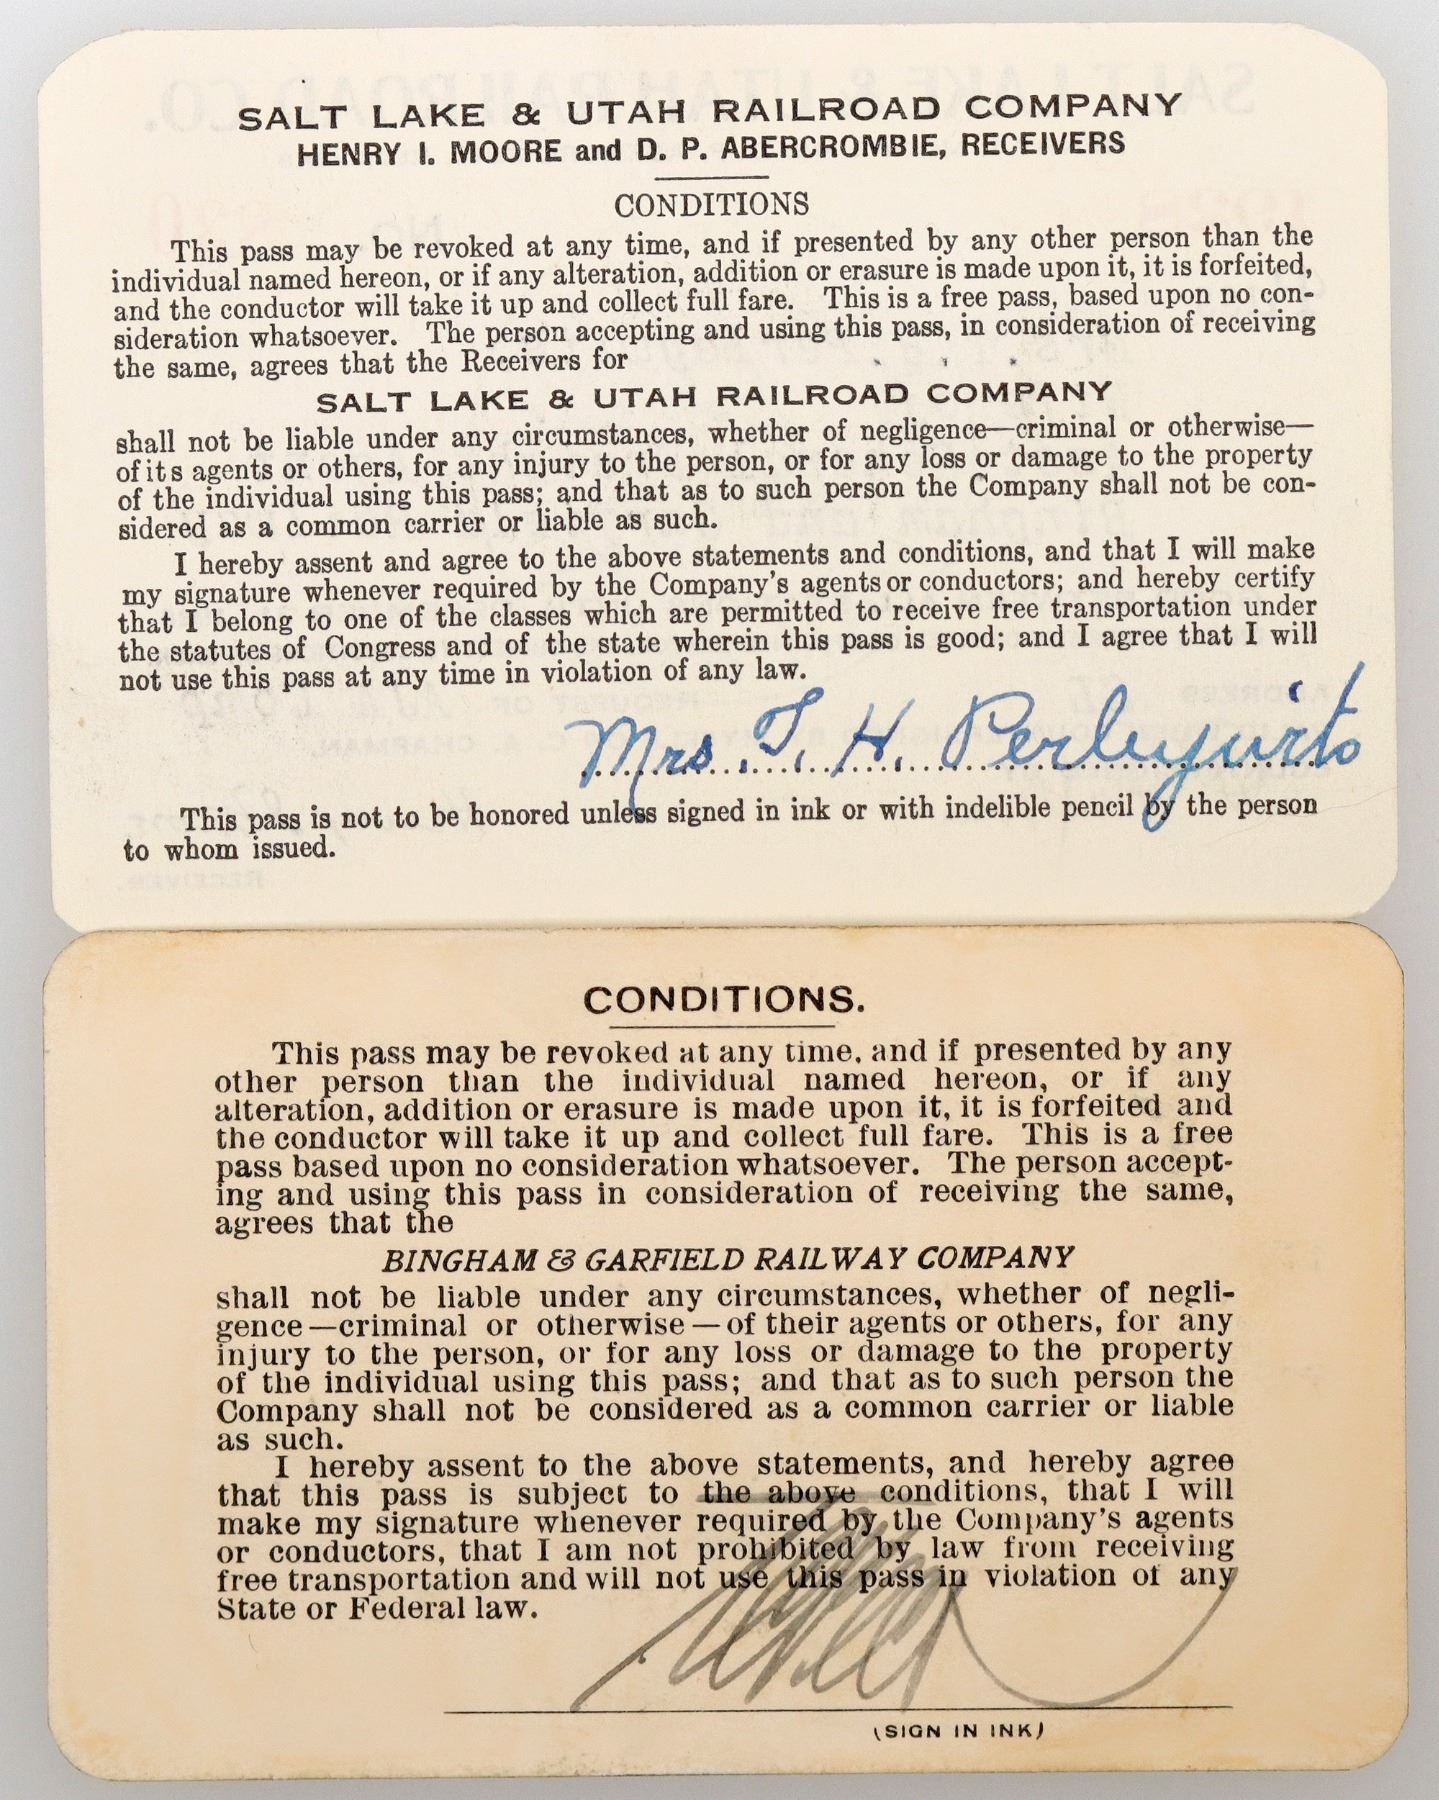 SALT LAKE & UTAH RAILROAD COMPANY
HENRY I. MOORE and D. P. ABERCROMBIE, RECEIVERS
CONDITIONS
This pass may be revoked at any time, and if presented by any other person than the
individual named hereon, or if any alteration, addition or erasure is made upon it, it is forfeited,
and the conductor will take it up and collect full fare. This is a free pass, based upon no con-
sideration whatsoever. The person accepting and using this pass, in consideration of receiving
the same, agrees that the Receivers for
SALT LAKE & UTAH RAILROAD COMPANY
shall not be liable under any circumstances, whether of negligence—criminal or otherwise—
of its agents or others, for any injury to the person, or for any loss or damage to the property
of the individual using this pass; and that as to such person the Company shall not be con-
sidered as a common carrier or liable as such.
I hereby assent and agree to the above statements and conditions, and that I will make
my signature whenever required by the Company's agents or conductors; and hereby certify
that I belong to one of the classes which are permitted to receive free transportation under
the statutes of Congress and of the state wherein this pass is good; and I agree that I will
not use this pass at any time in violation of any law.
Mrs. T. H.
This pass is not to be honored unless signed in ink or with indelible pencil by the person
to whom issued.
CONDITIONS.
This pass may be revoked at any time, and if presented by any
other person than the individual named hereon, or if any
alteration, addition or erasure is made upon it, it is forfeited and
the conductor will take it up and collect full fare. This is a free
pass based upon no consideration whatsoever. The person accept-
ing and using this pass in consideration of receiving the same,
agrees that the
BINGHAM & GARFIELD RAILWAY COMPANY
shall not be liable under any circumstances, whether of negli-
gence—criminal or otherwise—of their agents or others, for any
injury to the person, or for any loss or damage to the property
of the individual using this pass; and that as to such person the
Company shall not be considered as a common carrier or liable
as such.
I hereby assent to the above statements, and hereby agree
that this pass is subject to the above conditions, that I will
make my signature whenever required by the Company's agents
or conductors, that I am not prohibited by law from receiving
free transportation and will not use this pass in violation of any
State or Federal law.
(SIGN IN INK)